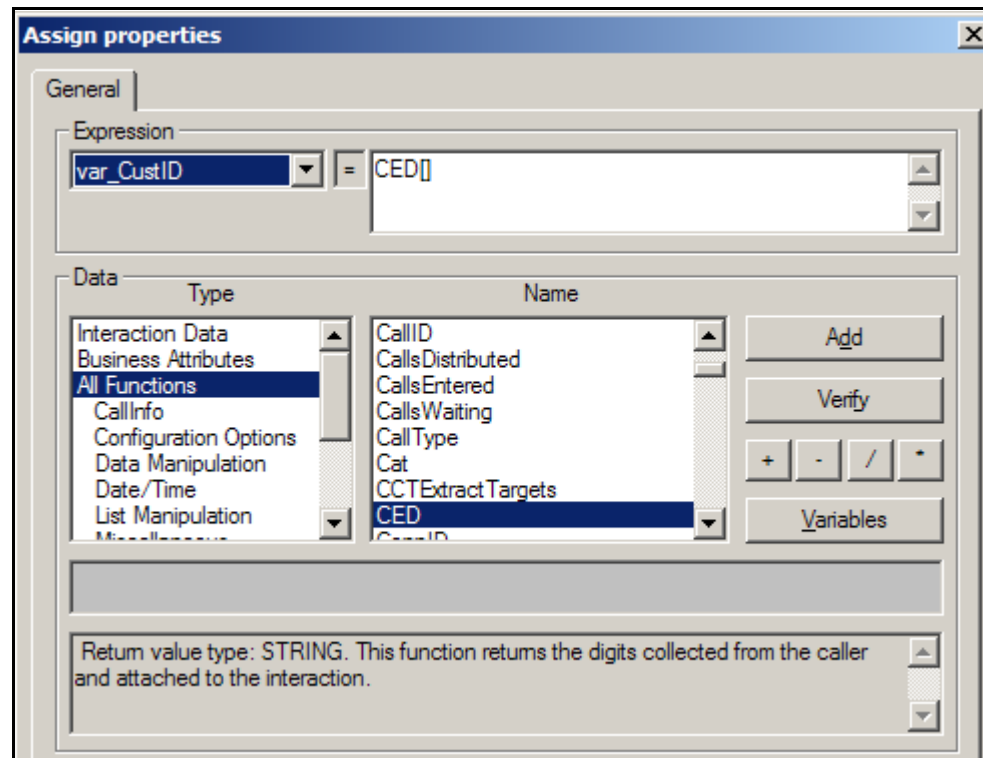 Assign properties
General
Expression
var_CustID = CED[]
Data
Type Name
Interaction Data
Business Attributes
All Functions
CallInfo
Configuration Options
Data Manipulation
Date/Time
List Manipulation
Miscellaneous
CallID
CallsDistributed
CallsEntered
CallsWaiting
CallType
Cat
CCTExtractTargets
CED
ConnID
Add
Verify
+ - / *
Variables
Return value type: STRING. This function returns the digits collected from the caller
and attached to the interaction.